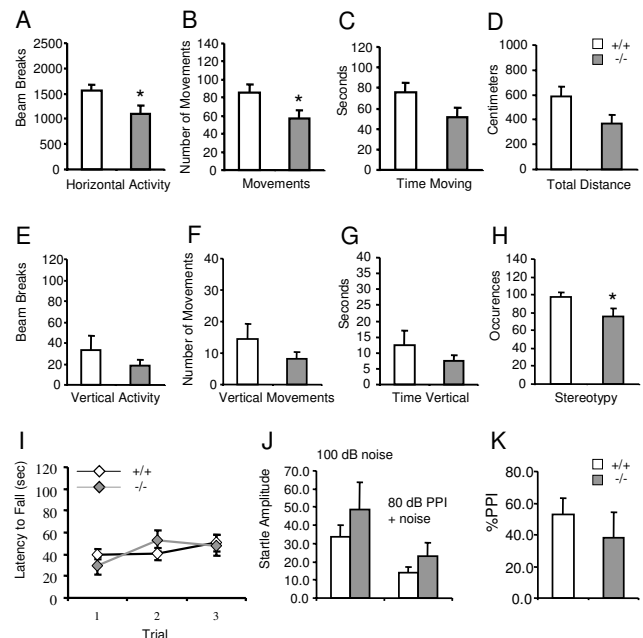 A
Beam Breaks
2500
2000
1500
1000
500
0
*
Horizontal Activity
B
Number of Movements
140
120
100
80
60
40
20
0
*
Movements
C
Seconds
120
100
80
60
40
20
0
Time Moving
D
+/+
-/-
Centimeters
1000
800
600
400
200
0
Total Distance
E
Beam Breaks
120
100
80
60
40
20
0
Vertical Activity
F
Number of Movements
40
30
20
10
0
Vertical Movements
G
Seconds
40
35
30
25
20
15
10
5
0
Time Vertical
H
Occurences
140
120
100
80
60
40
20
0
*
Stereotypy
I
Latency to Fall (sec)
120
100
80
60
40
20
0
+/+
-/-
1 2 3
Trial
J
100 dB noise
80 dB PPI
+ noise
Startle Amplitude
70.0
60.0
50.0
40.0
30.0
20.0
10.0
0.0
K
+/+
-/-
%PPI
80.0
60.0
40.0
20.0
0.0